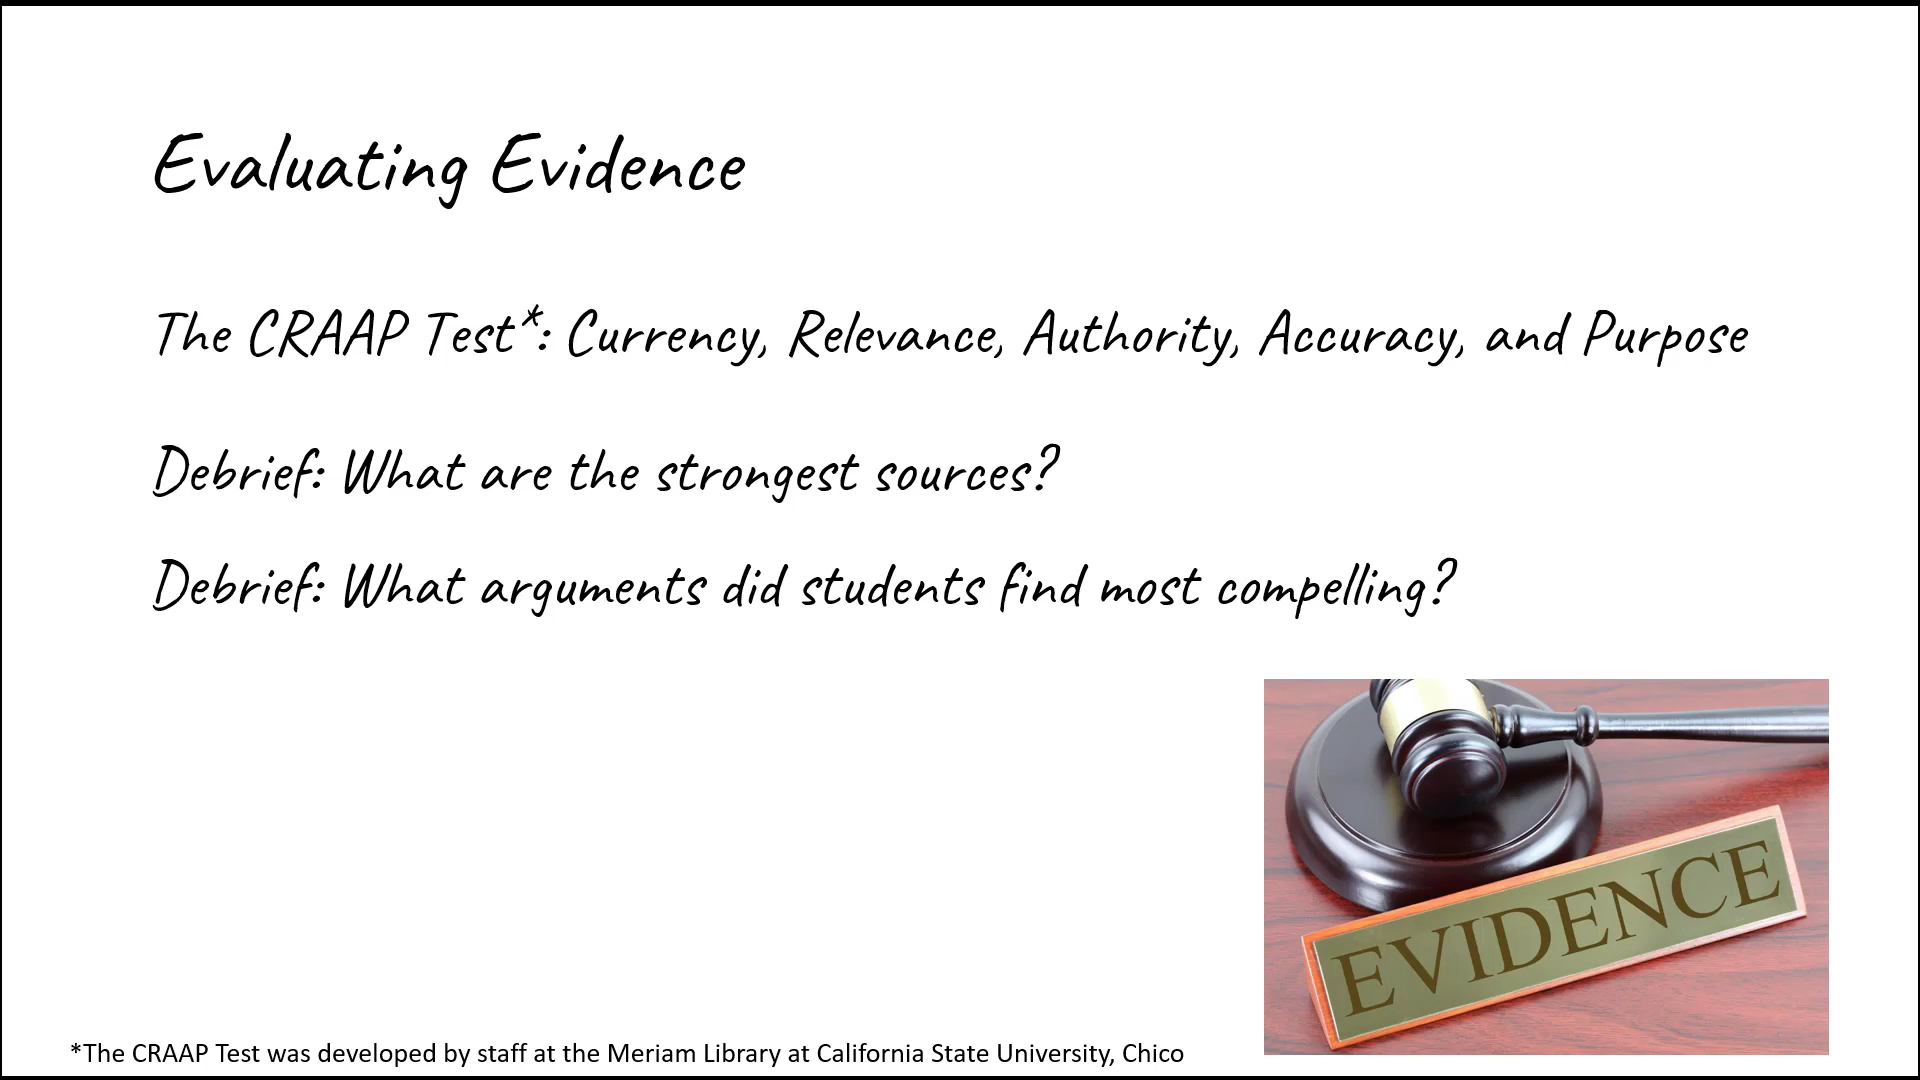 Evaluating Evidence
The CRAAP Test*: Currency, Relevance, Authority, Accuracy, and Purpose
Debrief: What are the strongest sources?
Debrief: What arguments did students find most compelling?
EVIDENCE
*The CRAAP Test was developed by staff at the Meriam Library at California State University, Chico